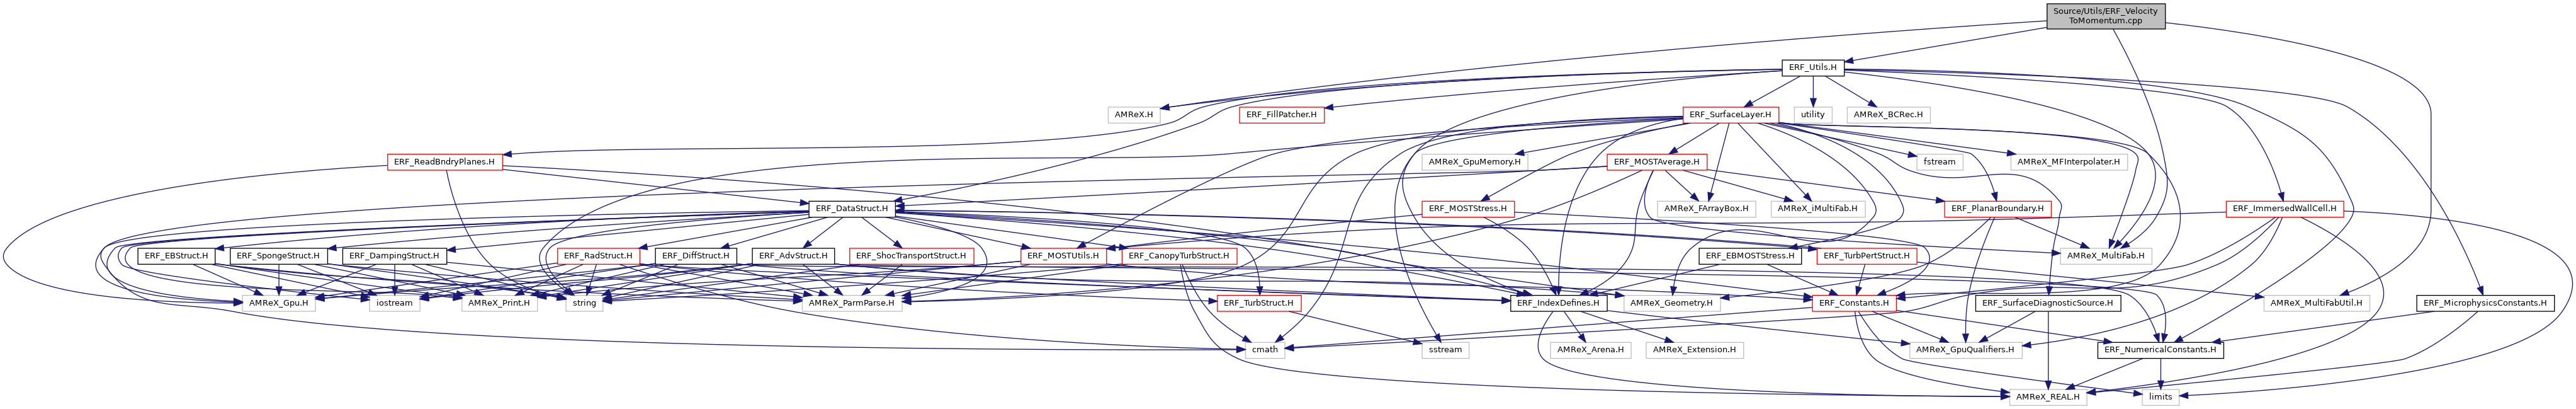 Source/Utils/ERF_Velocity
ToMomentum.cpp
ERF_Utils.H
AMReX.H
ERF_FillPatcher.H
ERF_SurfaceLayer.H
utility
AMReX_BCRec.H
ERF_ReadBndryPlanes.H
AMReX_GpuMemory.H
ERF_MOSTAverage.H
fstream
AMReX_MFInterpolater.H
ERF_DataStruct.H
ERF_MOSTStress.H
AMReX_FArrayBox.H
AMReX_iMultiFab.H
ERF_PlanarBoundary.H
ERF_ImmersedWallCell.H
ERF_EBStruct.H
ERF_SpongeStruct.H
ERF_DampingStruct.H
ERF_RadStruct.H
ERF_DiffStruct.H
ERF_AdvStruct.H
ERF_ShocTransportStruct.H
ERF_MOSTUtils.H
ERF_CanopyTurbStruct.H
ERF_EBMOSTStress.H
ERF_TurbPertStruct.H
AMReX_MultiFab.H
AMReX_Gpu.H
iostream
AMReX_Print.H
string
AMReX_ParmParse.H
ERF_TurbStruct.H
ERF_IndexDefines.H
AMReX_Geometry.H
ERF_Constants.H
ERF_SurfaceDiagnosticSource.H
AMReX_MultiFabUtil.H
ERF_MicrophysicsConstants.H
cmath
sstream
AMReX_Arena.H
AMReX_Extension.H
AMReX_GpuQualifiers.H
ERF_NumericalConstants.H
AMReX_REAL.H
limits